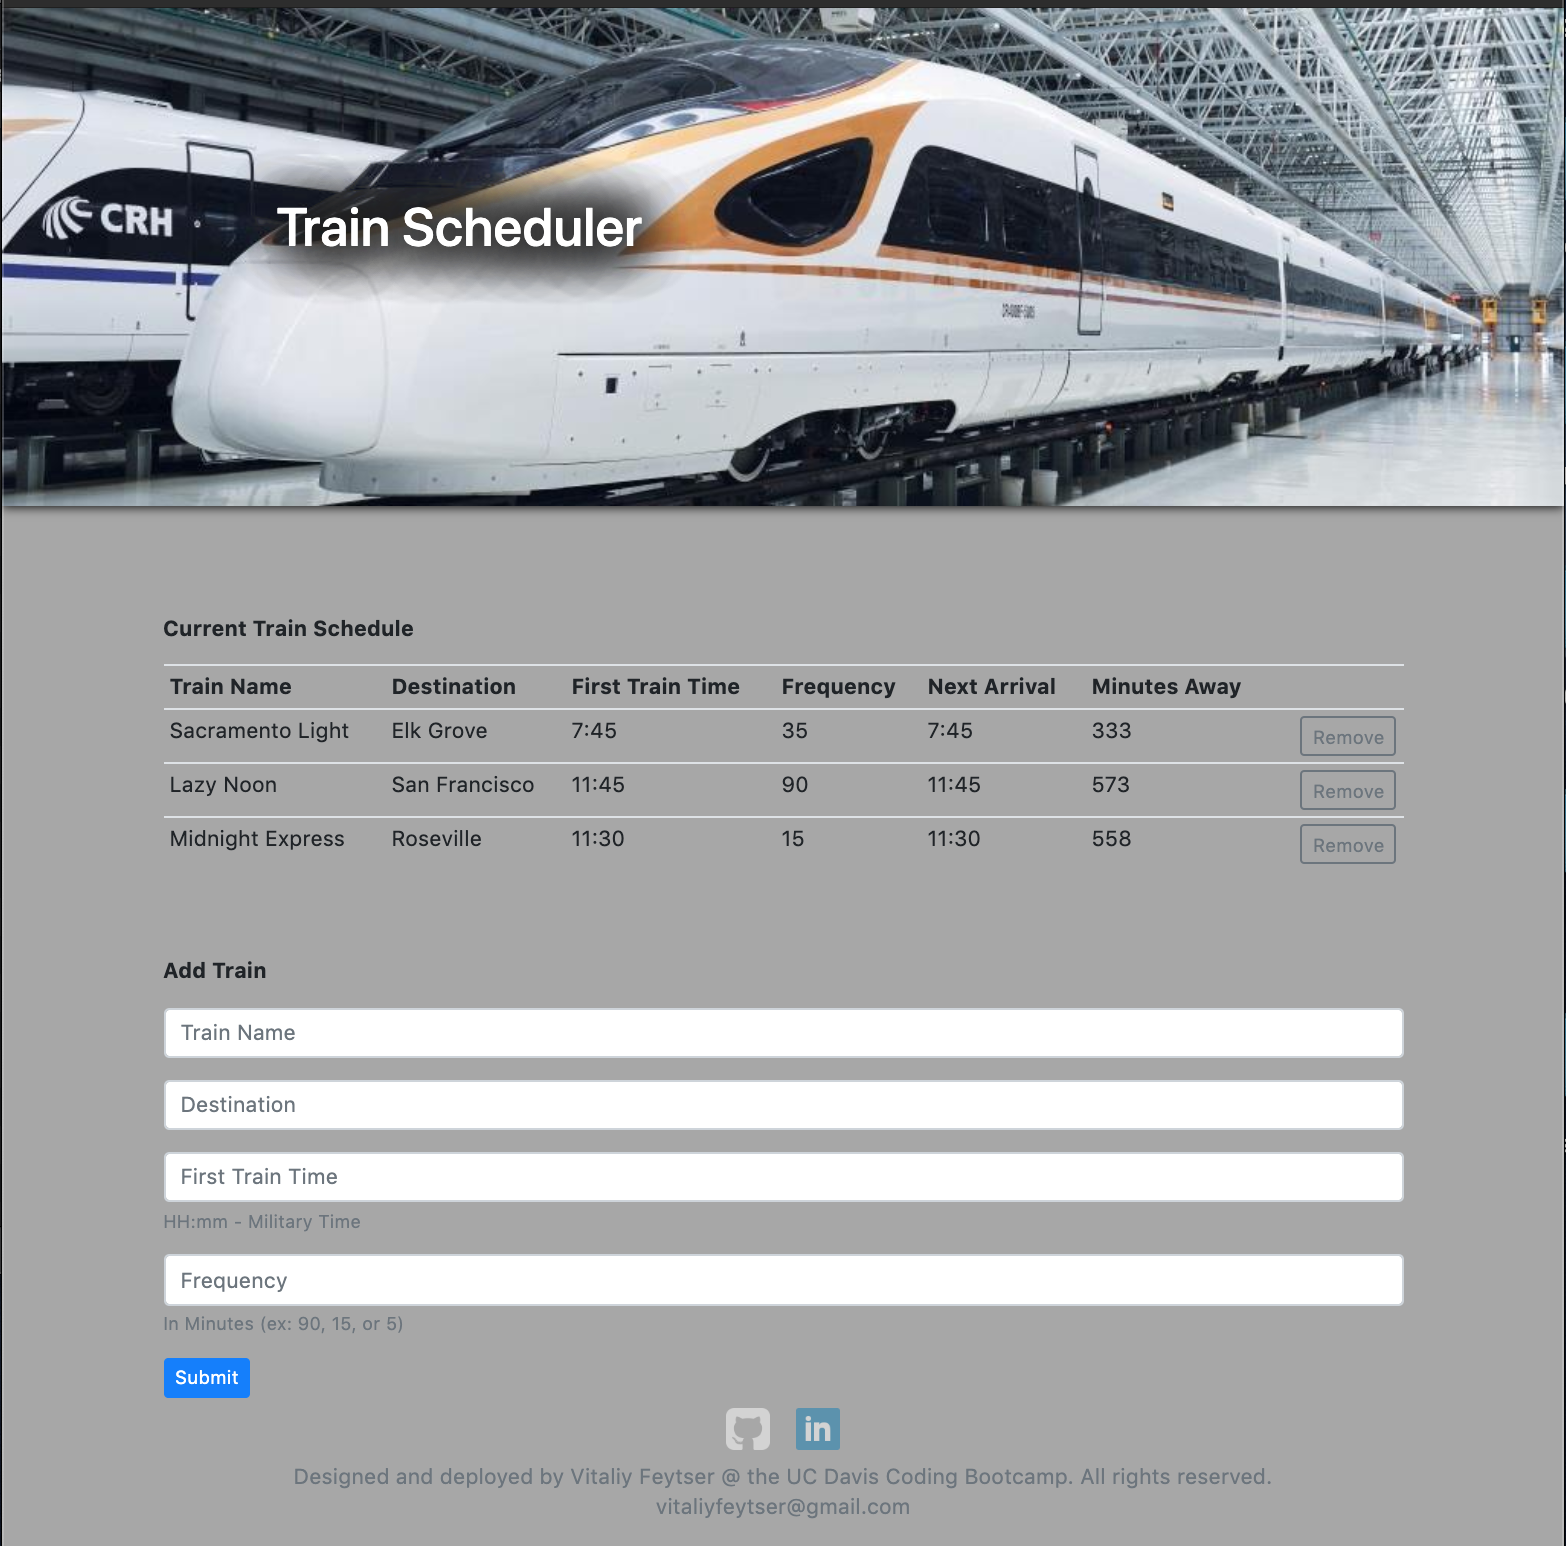 CRH
Train Scheduler
Current Train Schedule
Train Name Destination First Train Time Frequency Next Arrival Minutes Away
Sacramento Light Elk Grove 7:45 35 7:45 333 Remove
Lazy Noon San Francisco 11:45 90 11:45 573 Remove
Midnight Express Roseville 11:30 15 11:30 558 Remove
Add Train
Train Name
Destination
First Train Time
HH:mm - Military Time
Frequency
In Minutes (ex: 90, 15, or 5)
Submit
in
Designed and deployed by Vitaliy Feytser @ the UC Davis Coding Bootcamp. All rights reserved.
vitaliyfeytser@gmail.com